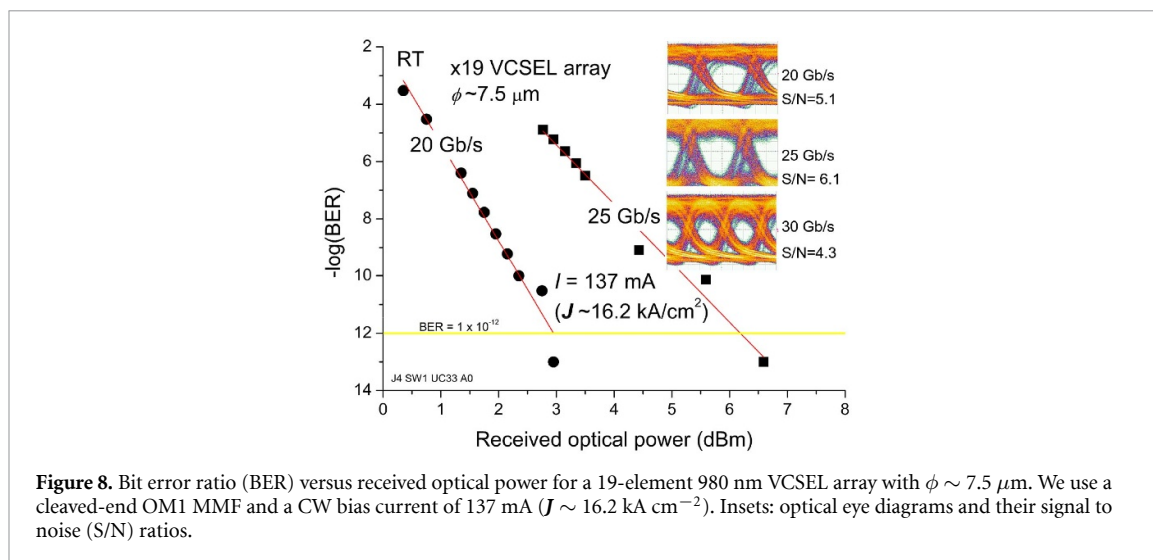 2
4
6
8
10
12
14
-log(BER)
RT
x19 VCSEL array
ϕ~7.5 μm
20 Gb/s
25 Gb/s
I = 137 mA
(J ~16.2 kA/cm²)
BER = 1 x 10⁻¹²
J4 SW1 UC33 A0
20 Gb/s
S/N=5.1
25 Gb/s
S/N= 6.1
30 Gb/s
S/N=4.3
0 1 2 3 4 5 6 7 8
Received optical power (dBm)
Figure 8. Bit error ratio (BER) versus received optical power for a 19-element 980 nm VCSEL array with ϕ ∼ 7.5 μm. We use a
cleaved-end OM1 MMF and a CW bias current of 137 mA (J ∼ 16.2 kA cm⁻²). Insets: optical eye diagrams and their signal to
noise (S/N) ratios.